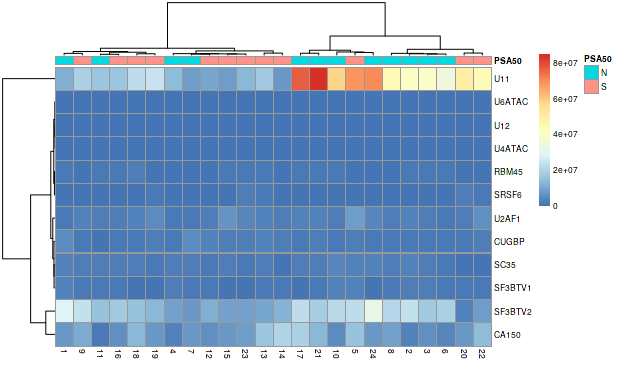 PSA50
U11
U6ATAC
U12
U4ATAC
RBM45
SRSF6
U2AF1
CUGBP
SC35
SF3BTV1
SF3BTV2
CA150
1 9 11 16 18 19 4 7 12 15 23 13 14 17 21 10 5 24 8 2 3 6 20 22
8e+07
6e+07
4e+07
2e+07
0
PSA50
N
S